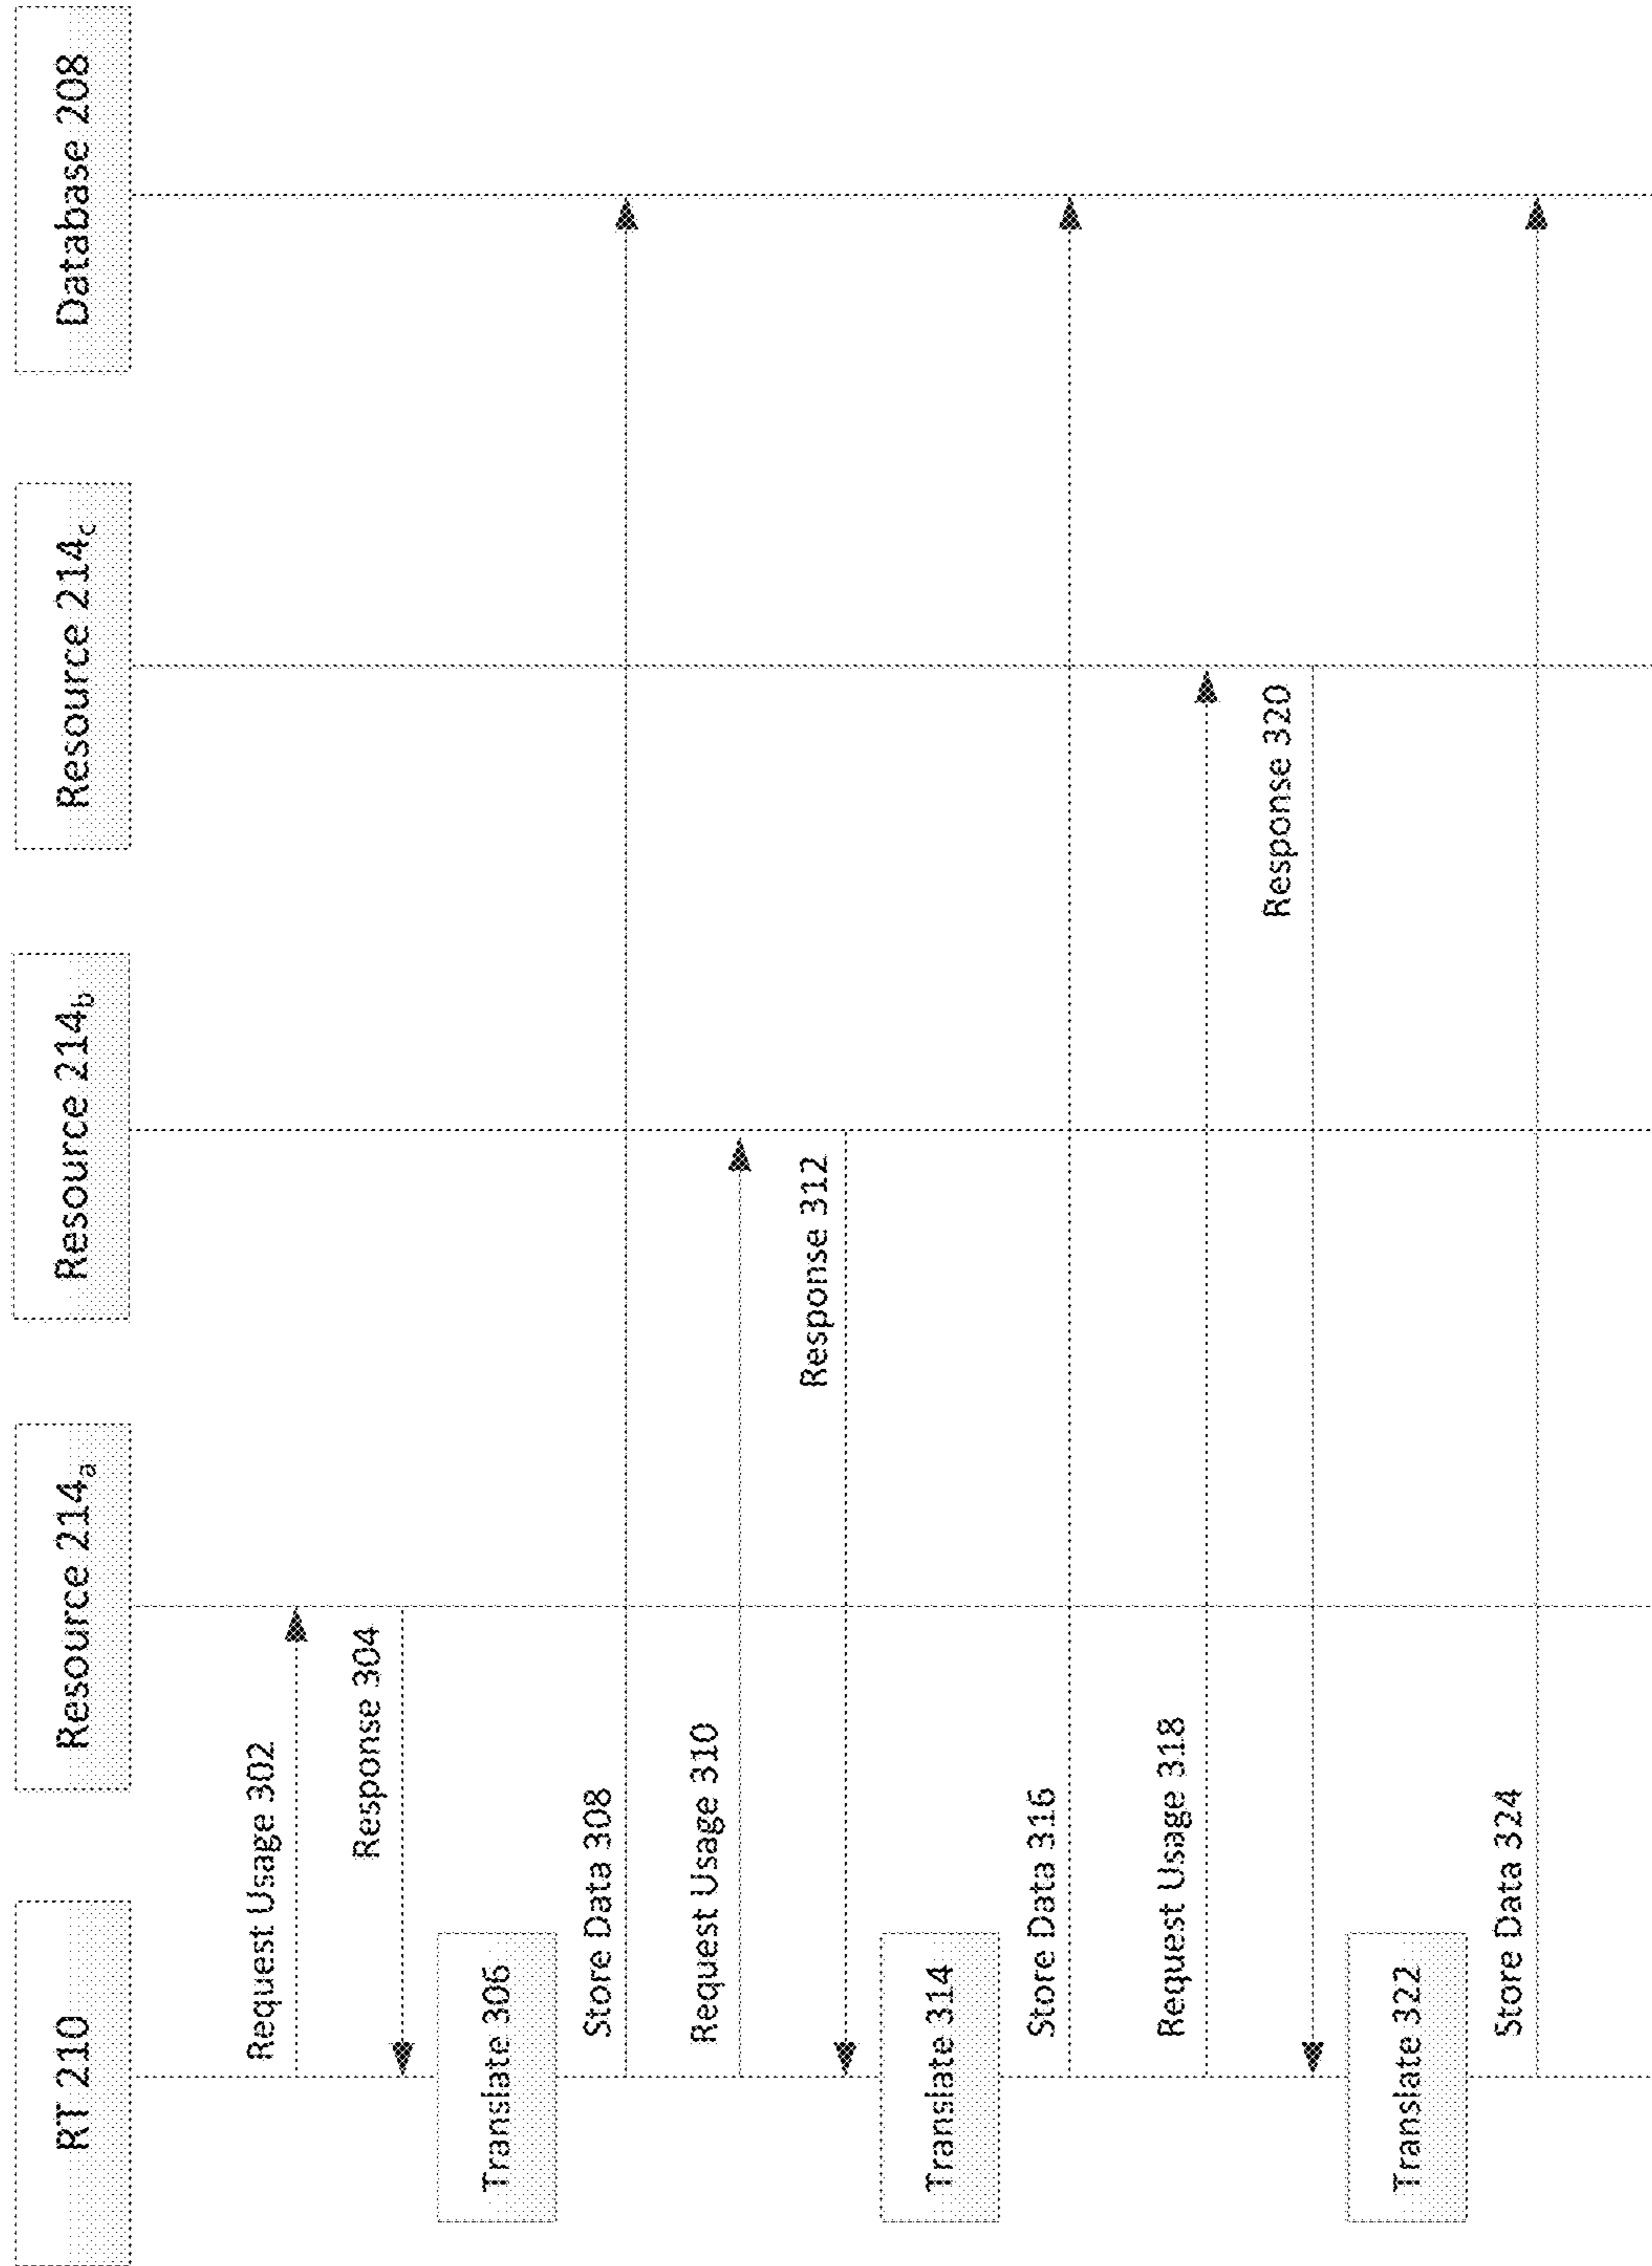 RT 210
Resource 214a
Resource 214b
Resource 214c
Database 208
Request Usage 302
Response 304
Translate 306
Store Data 308
Request Usage 310
Response 312
Translate 314
Store Data 316
Request Usage 318
Response 320
Translate 322
Store Data 324